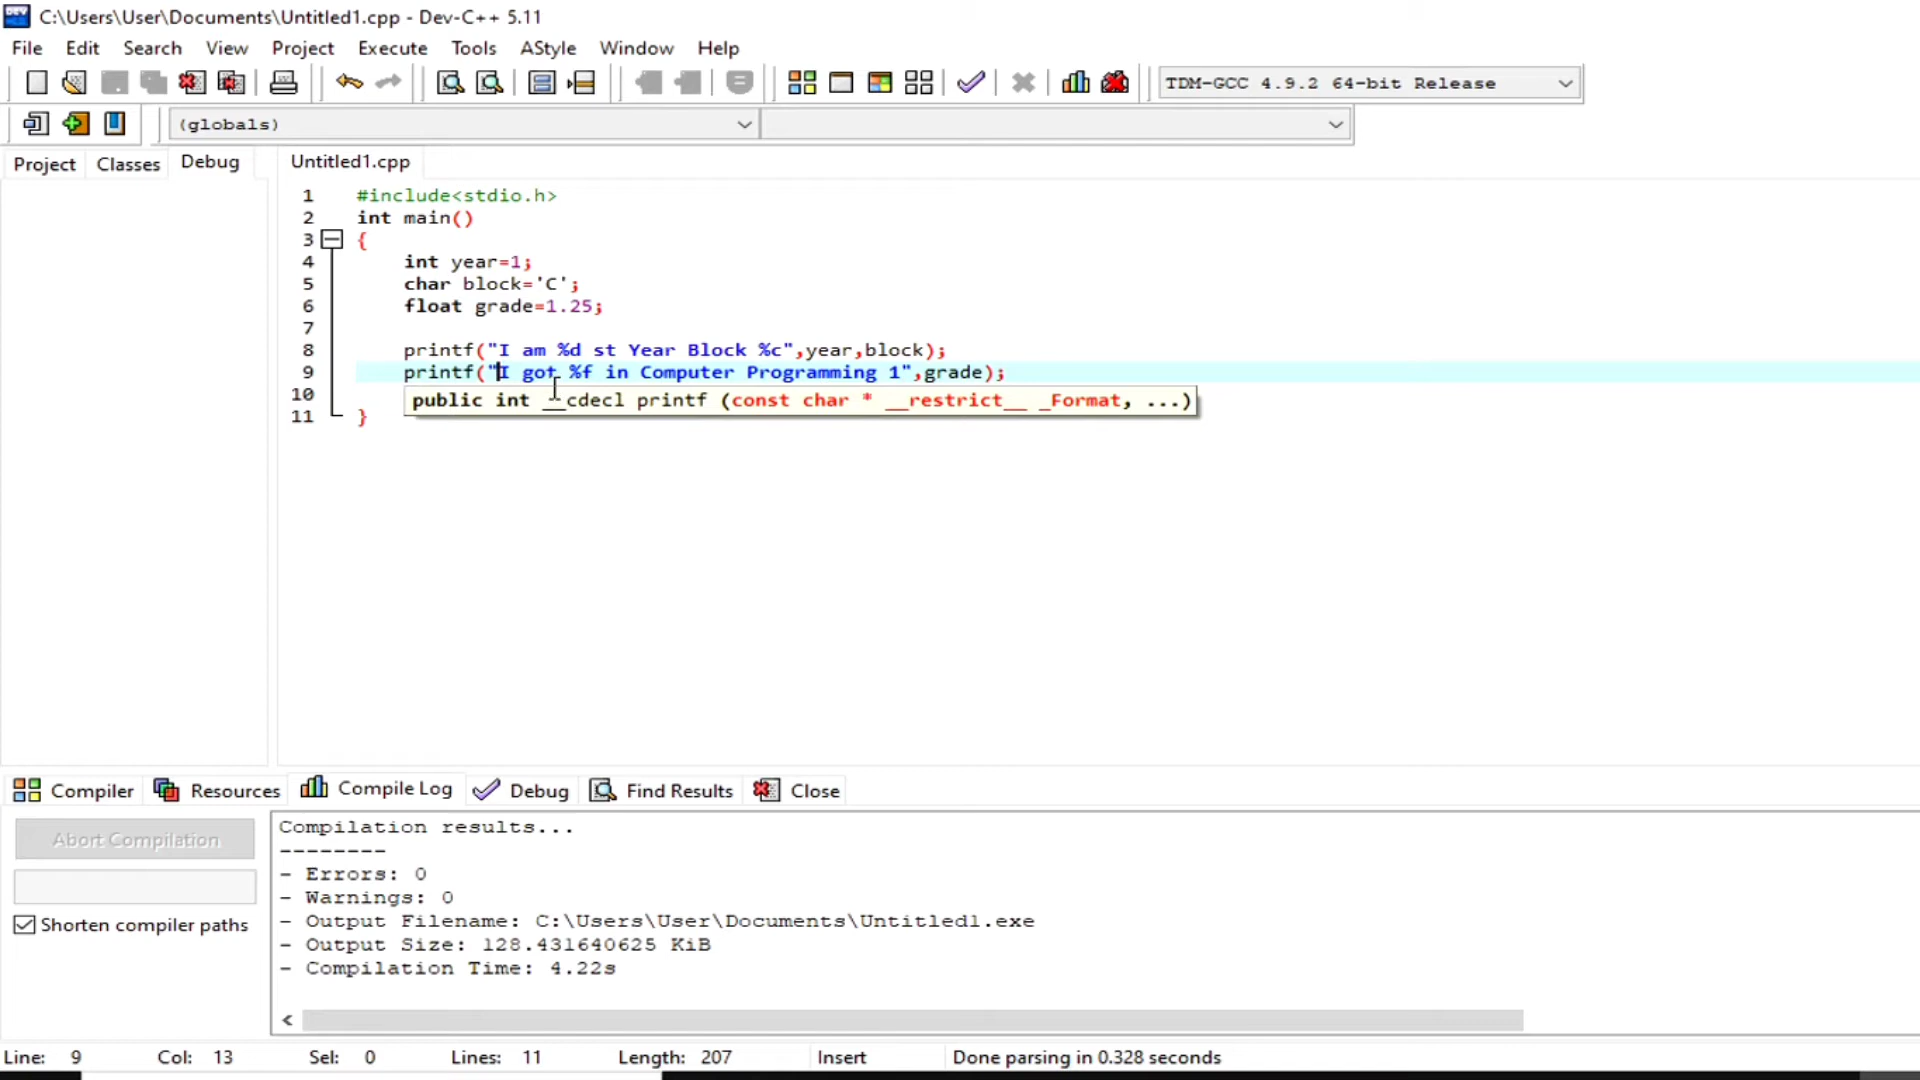 C:\Users\User\Documents\Untitled1.cpp - Dev-C++ 5.11
File Edit Search View Project Execute Tools AStyle Window Help
TDM-GCC 4.9.2 64-bit Release
(globals)
Project Classes Debug Untitled1.cpp
1 #include<stdio.h>
2 int main()
3 {
4 int year=1;
5 char block='C';
6 float grade=1.25;
7
8 printf("I am %d st Year Block %c",year,block);
9 printf("I got %f in Computer Programming 1",grade);
10 public int __cdecl printf (const char * __restrict__ _Format, ...)
11 }
Compiler Resources Compile Log Debug Find Results Close
Abort Compilation
Shorten compiler paths
Compilation results...
--------
- Errors: 0
- Warnings: 0
- Output Filename: C:\Users\User\Documents\Untitled1.exe
- Output Size: 128.431640625 KiB
- Compilation Time: 4.22s
Line: 9 Col: 13 Sel: 0 Lines: 11 Length: 207 Insert Done parsing in 0.328 seconds